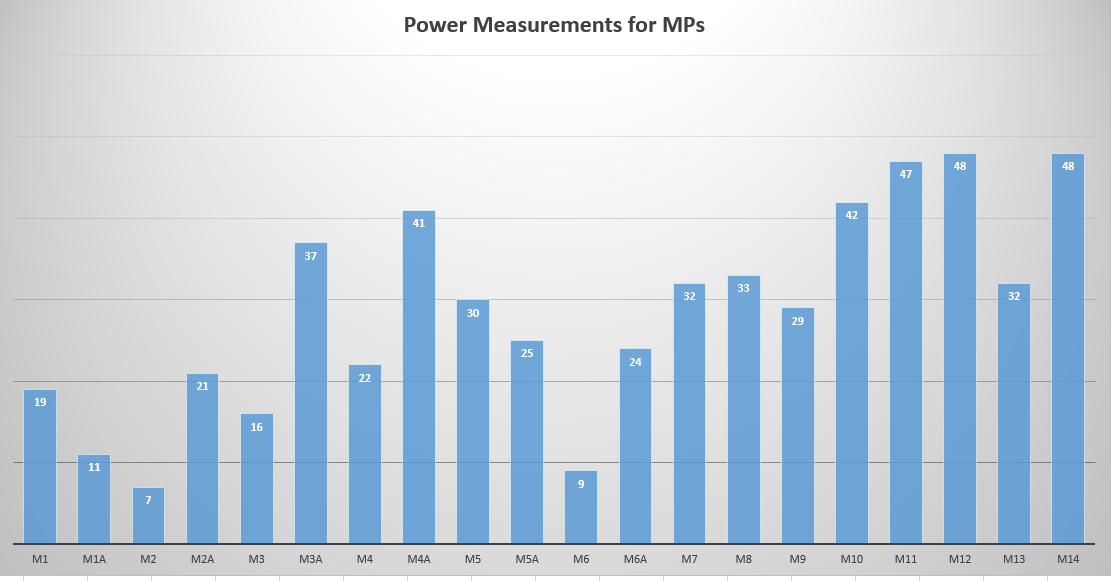 Power Measurements for MPs
19 11 7 21 16 37 22 41 30 25 9 24 32 33 29 42 47 48 32 48
M1 M1A M2 M2A M3 M3A M4 M4A M5 M5A M6 M6A M7 M8 M9 M10 M11 M12 M13 M14